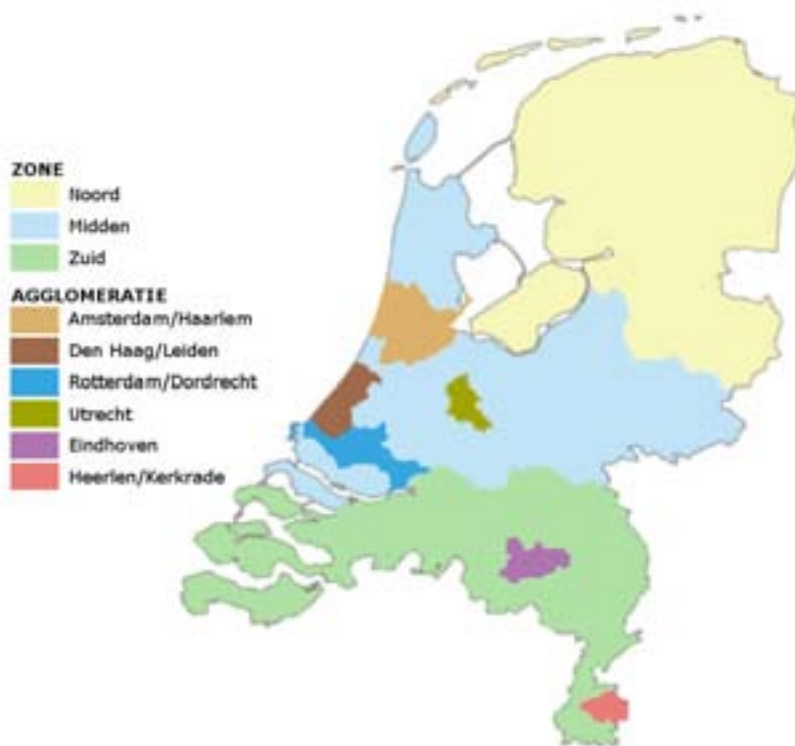 ZONE
Noord
Midden
Zuid
AGGLOMERATIE
Amsterdam/Haarlem
Den Haag/Leiden
Rotterdam/Dordrecht
Utrecht
Eindhoven
Heerlen/Kerkrade